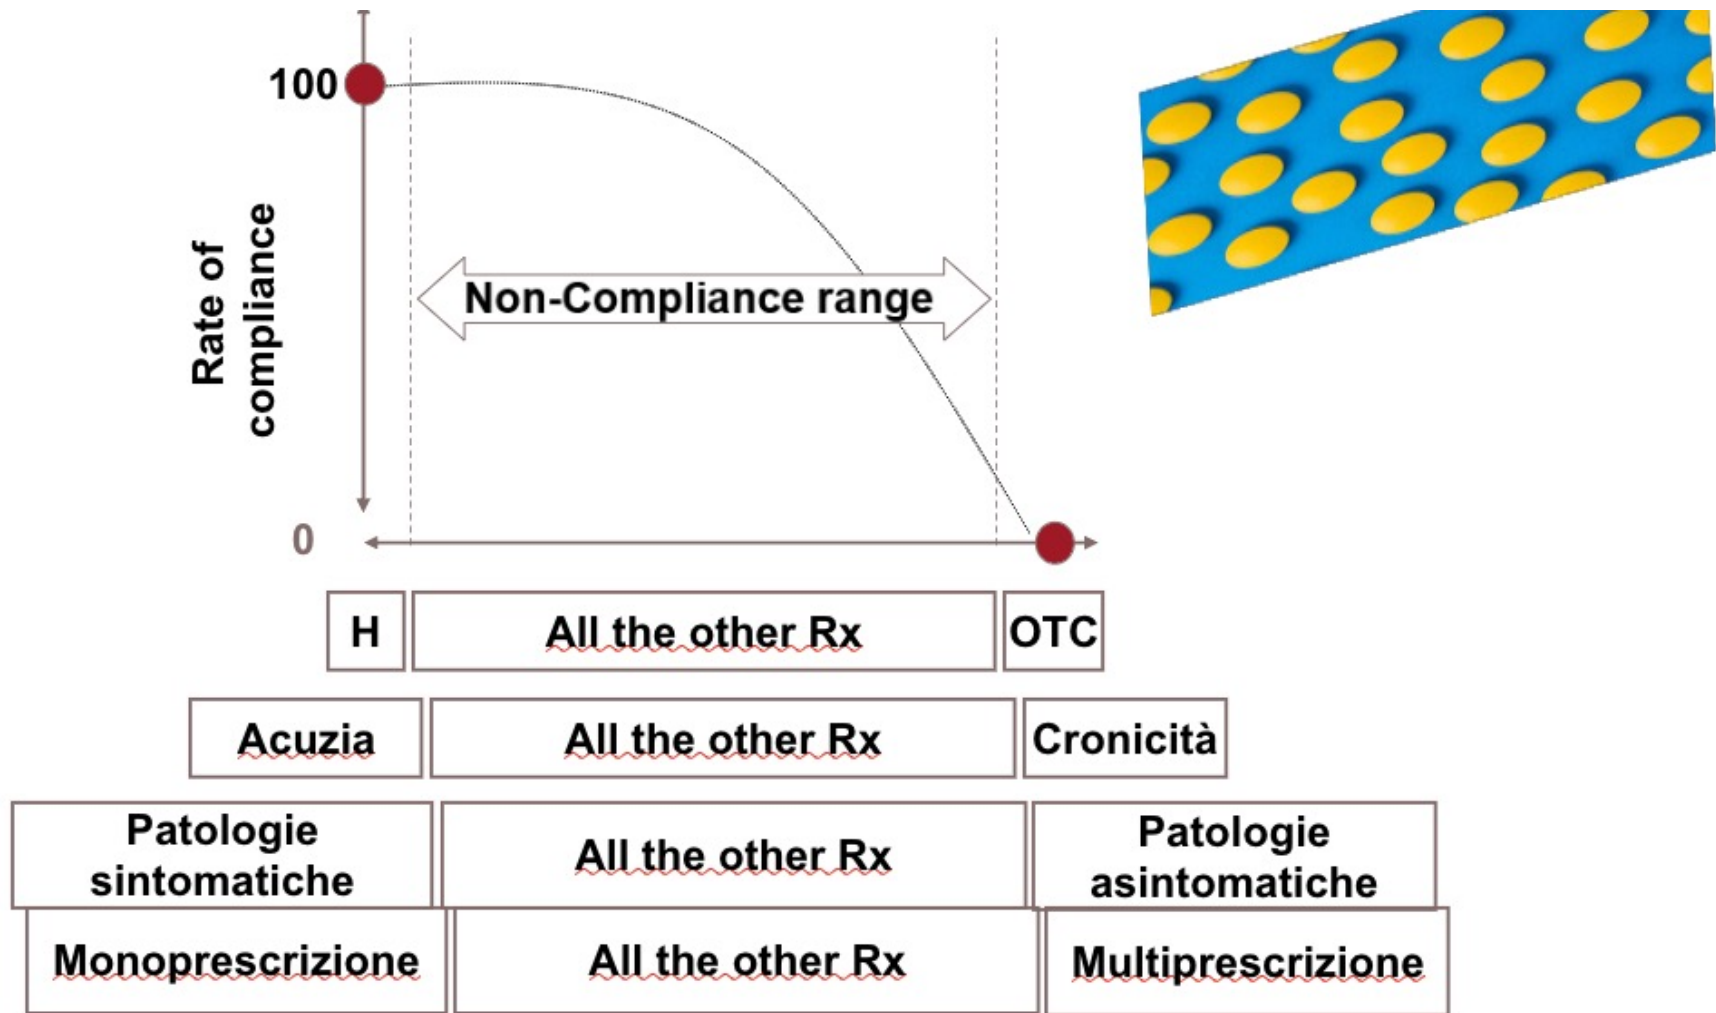 100
Rate of
compliance
Non-Compliance range
0
H
All the other Rx
OTC
Acuzia
All the other Rx
Cronicità
Patologie
sintomatiche
All the other Rx
Patologie
asintomatiche
Monoprescrizione
All the other Rx
Multiprescrizione